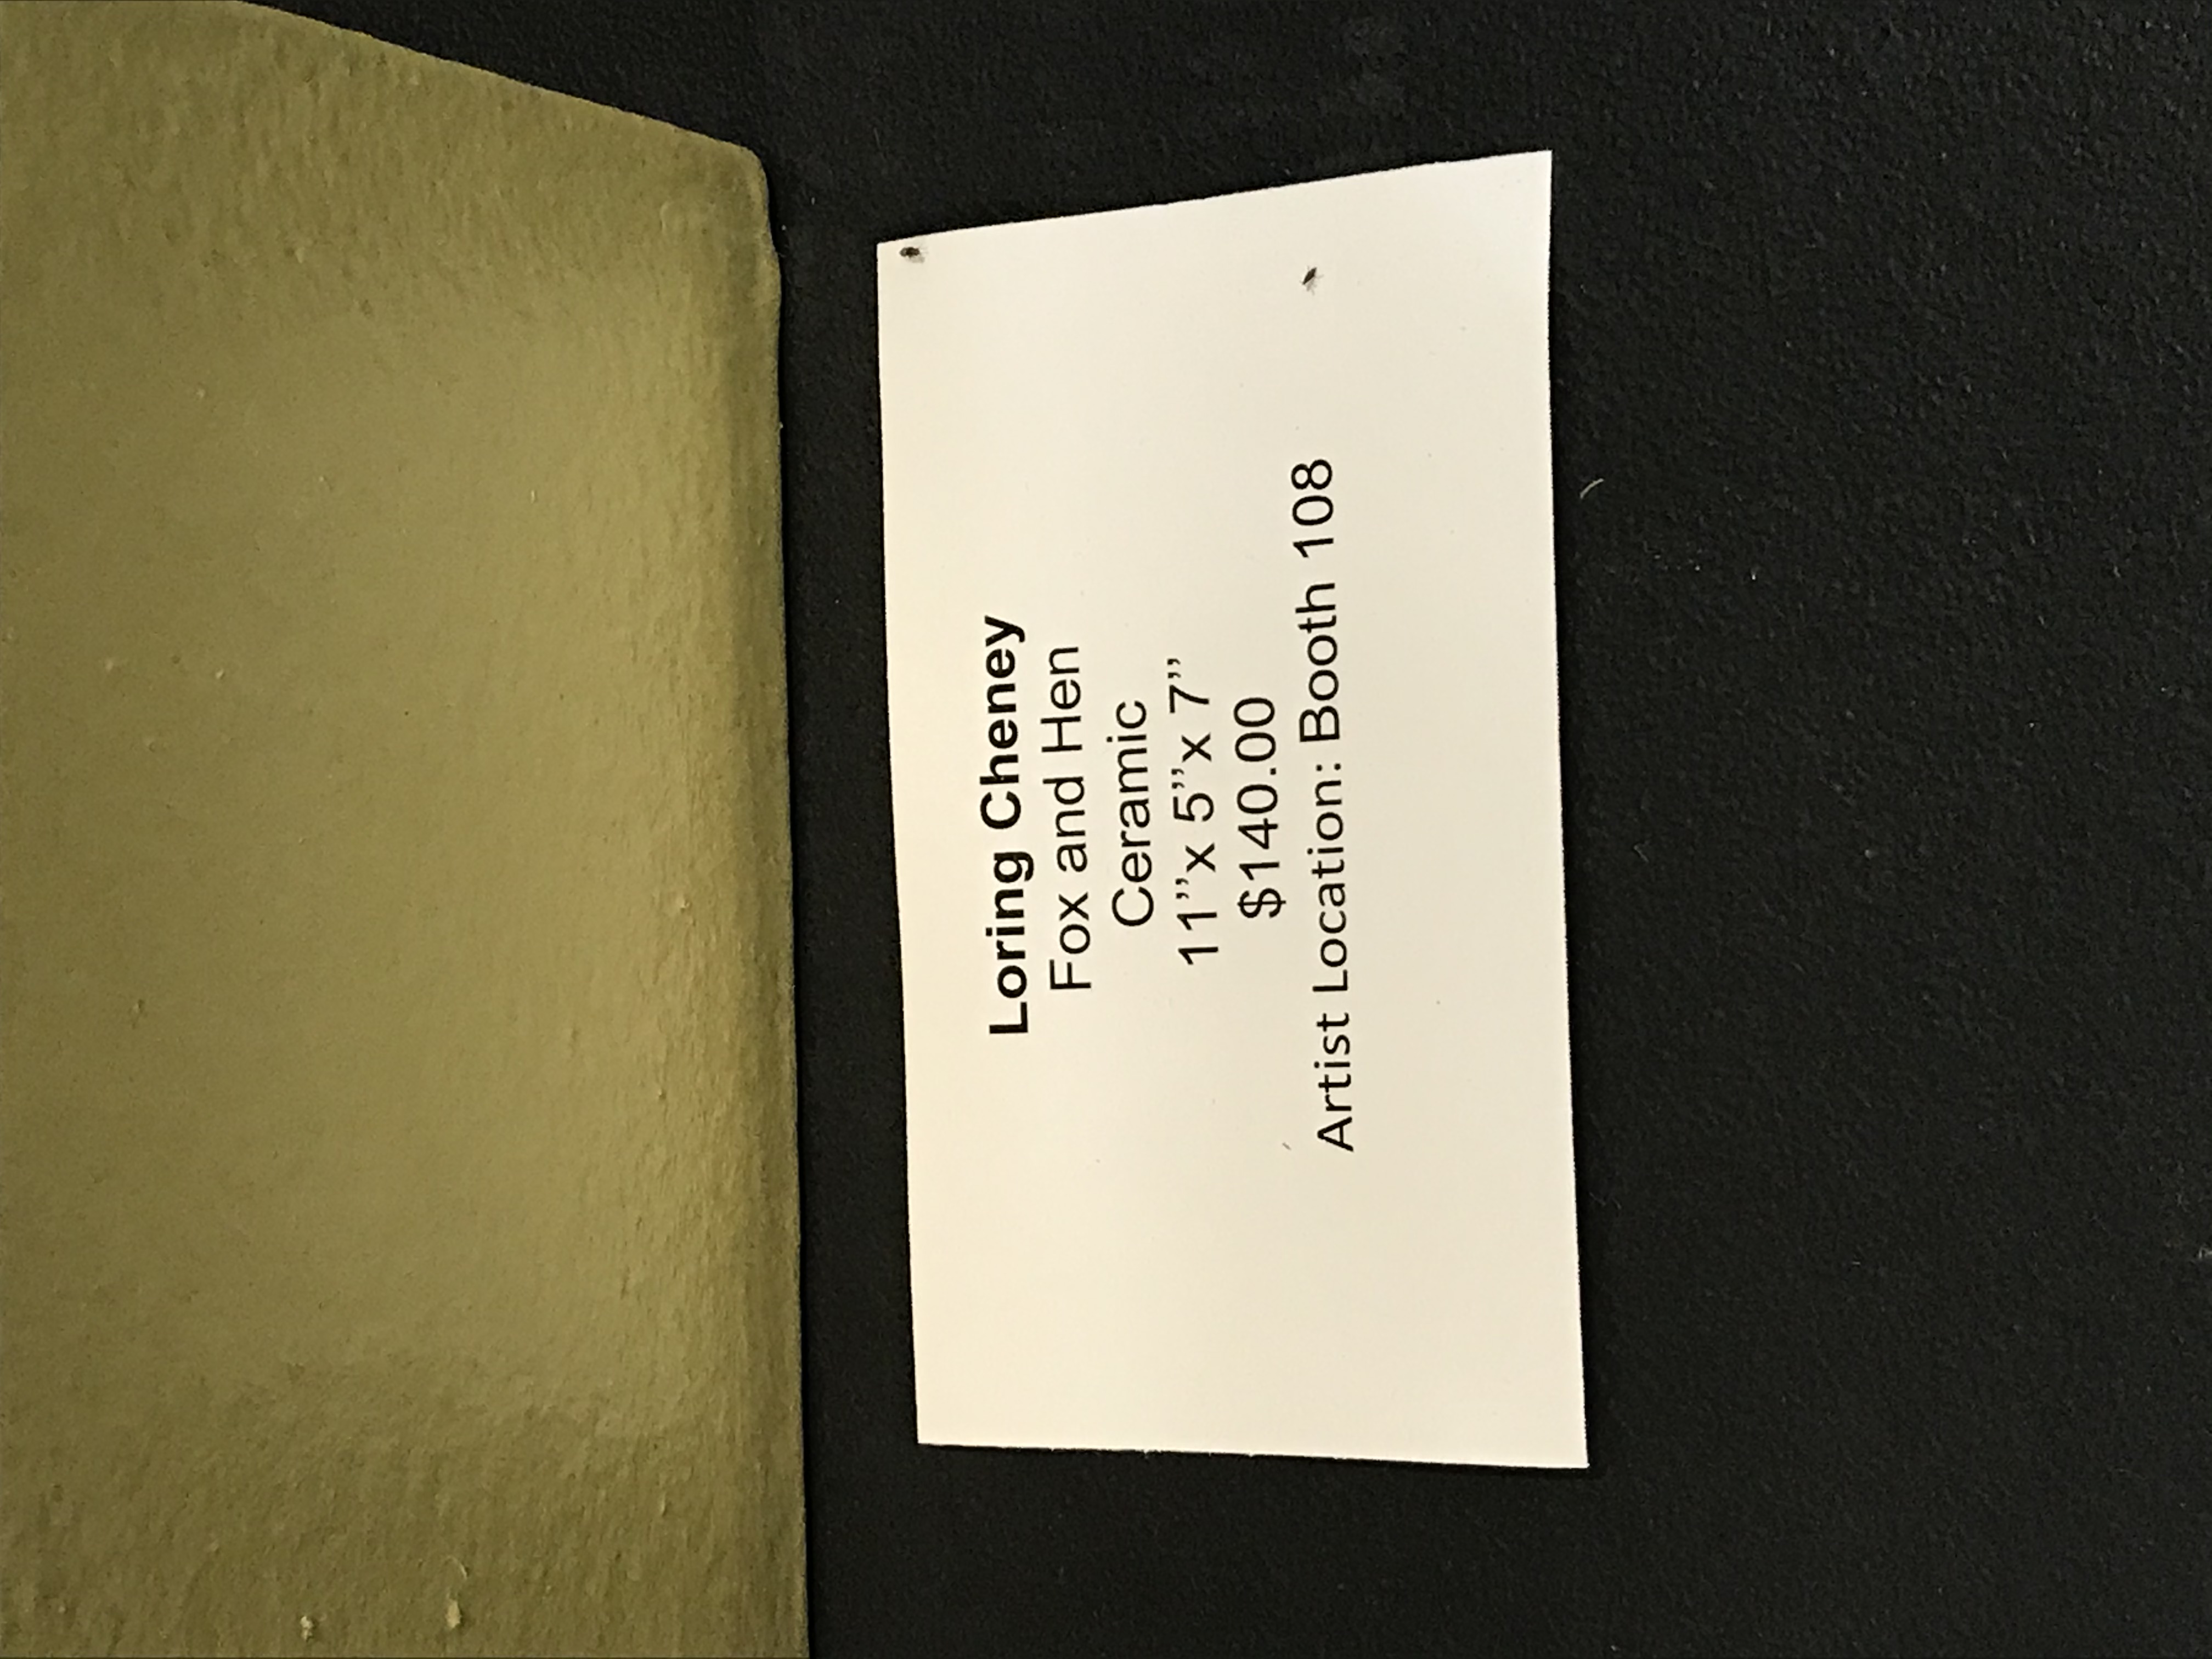 Loring Cheney
Fox and Hen
Ceramic
11”x 5”x 7”
$140.00
Artist Location: Booth 108